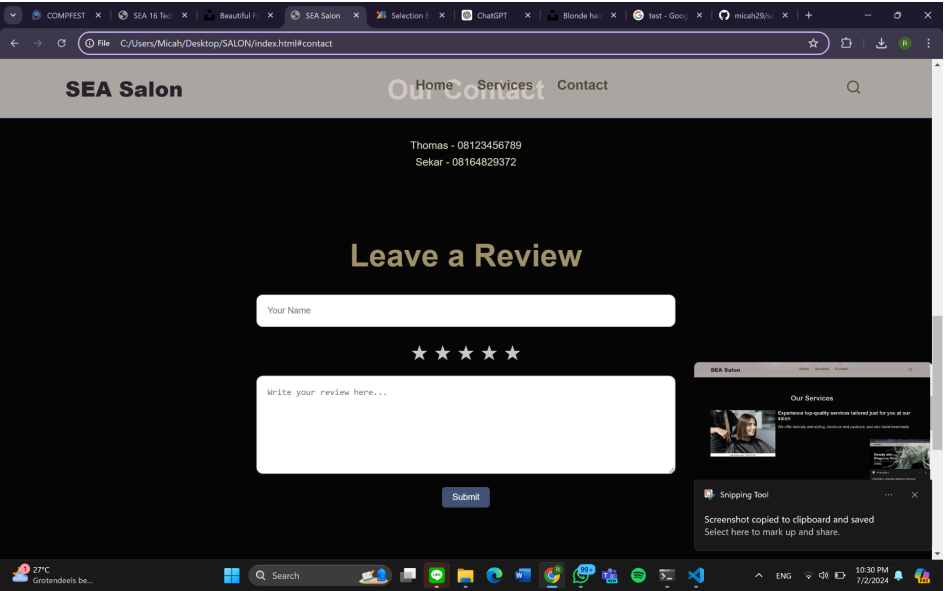 COMPFEST
SEA 16 Tec
Beautiful F
SEA Salon
Selection E
ChatGPT
Blonde hai
test - Goog
micah29/sa
File C:/Users/Micah/Desktop/SALON/index.html#contact
R
SEA Salon
Home Services Contact
Our Contact
Thomas - 08123456789
Sekar - 08164829372
Leave a Review
Your Name
Write your review here...
Submit
SEA Salon Home Services Contact
Our Services
Experience top-quality services tailored just for you at our
salon
We offer haircuts and styling, manicure and pedicure, and also facial treatments
Snipping Tool
Screenshot copied to clipboard and saved
Select here to mark up and share.
1
27°C
Grotendeels be...
Search
99+
ENG
10:30 PM
7/2/2024